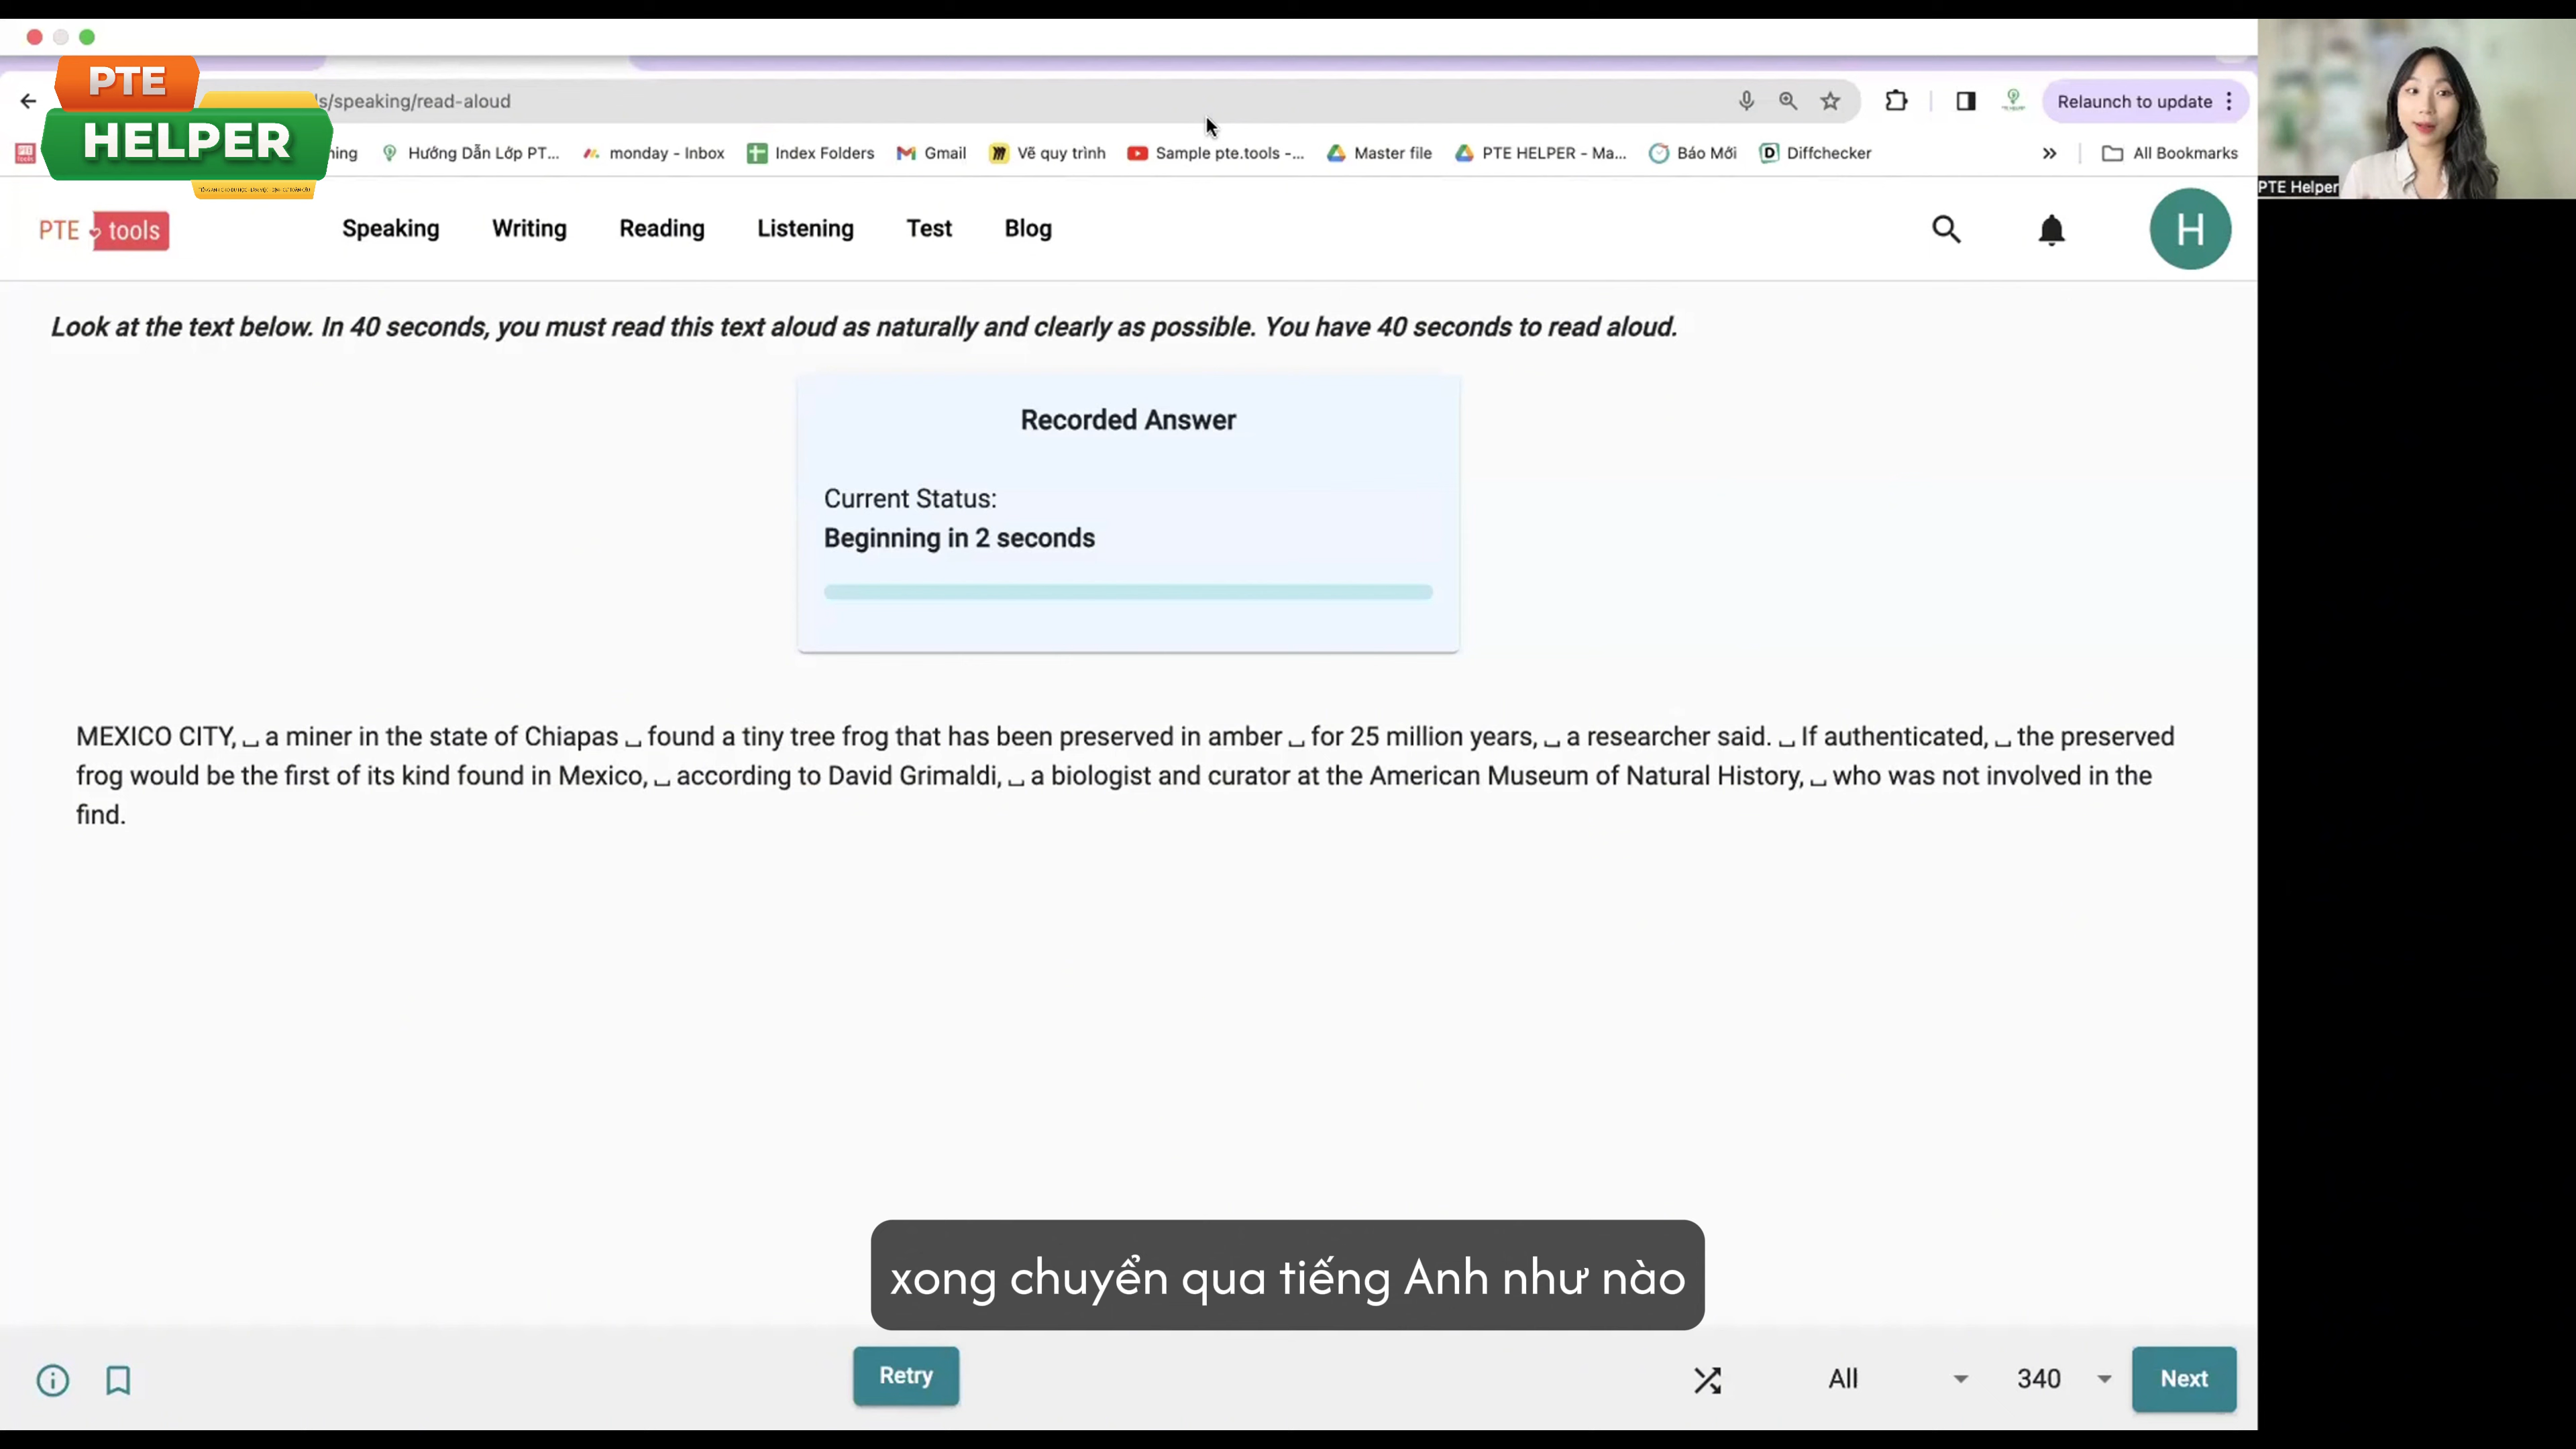 PTE
HELPER
ls/speaking/read-aloud
Relaunch to update
ning
Hướng Dẫn Lớp PT...
monday - Inbox
Index Folders
Gmail
Vẽ quy trình
Sample pte.tools -...
Master file
PTE HELPER - Ma...
Báo Mới
Diffchecker
All Bookmarks
PTE Helper
PTE tools
Speaking
Writing
Reading
Listening
Test
Blog
H
Look at the text below. In 40 seconds, you must read this text aloud as naturally and clearly as possible. You have 40 seconds to read aloud.
Recorded Answer
Current Status:
Beginning in 2 seconds
MEXICO CITY, ⎵ a miner in the state of Chiapas ⎵ found a tiny tree frog that has been preserved in amber ⎵ for 25 million years, ⎵ a researcher said. ⎵ If authenticated, ⎵ the preserved
frog would be the first of its kind found in Mexico, ⎵ according to David Grimaldi, ⎵ a biologist and curator at the American Museum of Natural History, ⎵ who was not involved in the
find.
xong chuyển qua tiếng Anh như nào
Retry
All
340
Next